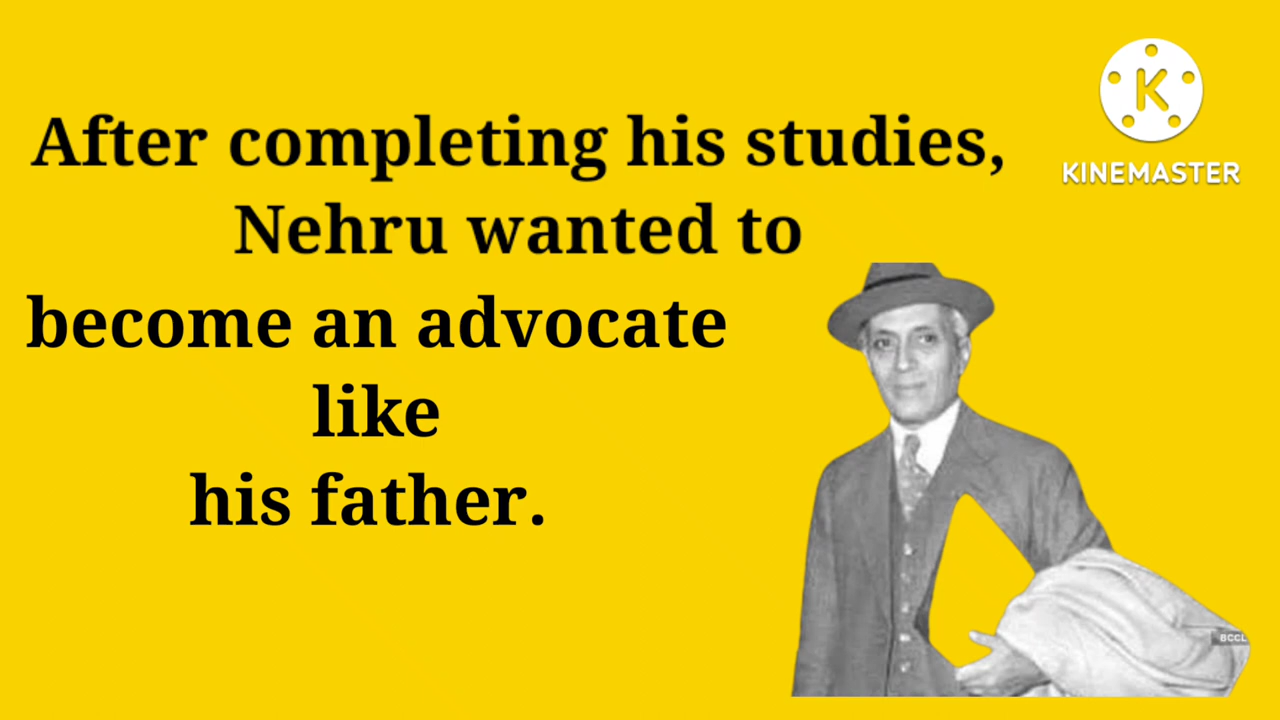 After completing his studies,
Nehru wanted to
become an advocate
like
his father.
K
KINEMASTER
BCCL